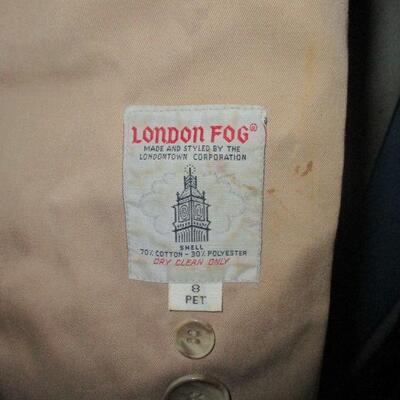 LONDON FOG®
MADE AND STYLED BY THE
LONDONTOWN CORPORATION
SHELL
70% COTTON - 30% POLYESTER
DRY CLEAN ONLY
8
PET